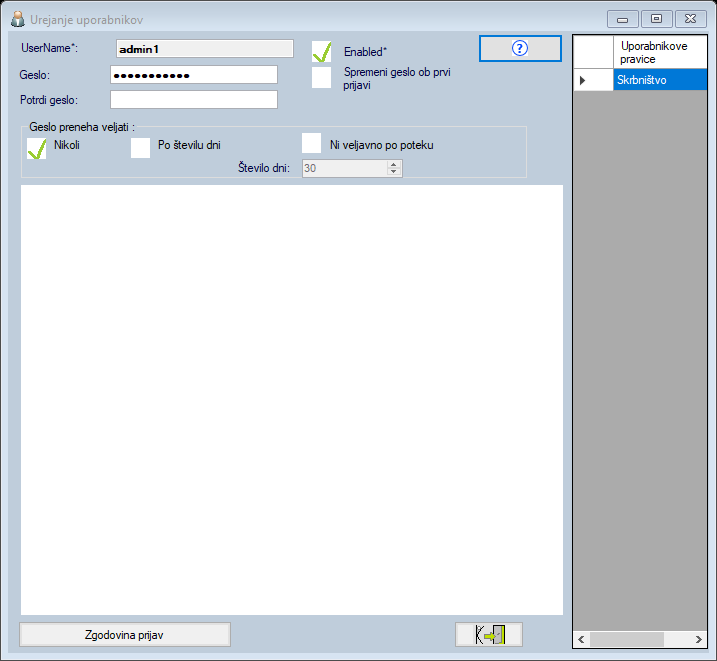 Urejanje uporabnikov
UserName*:
admin1
Enabled*
?
Geslo:
●●●●●●●●●●●
Spremeni geslo ob prvi
prijavi
Potrdi geslo:
Geslo preneha veljati :
Nikoli
Po številu dni
Ni veljavno po poteku
Število dni:
30
Uporabnikove
pravice
Skrbništvo
Zgodovina prijav